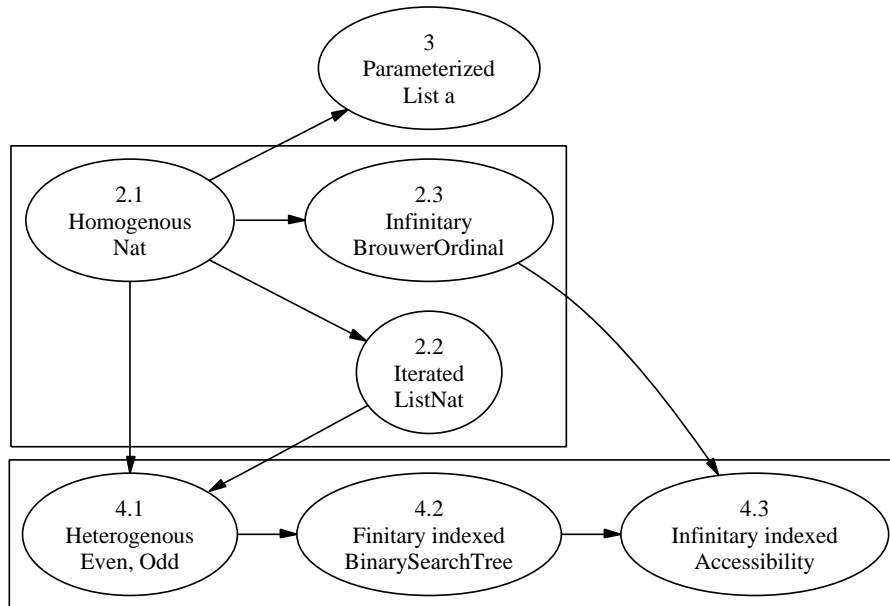 3
Parameterized
List a
2.1
Homogenous
Nat
2.3
Infinitary
BrouwerOrdinal
2.2
Iterated
ListNat
4.1
Heterogenous
Even, Odd
4.2
Finitary indexed
BinarySearchTree
4.3
Infinitary indexed
Accessibility